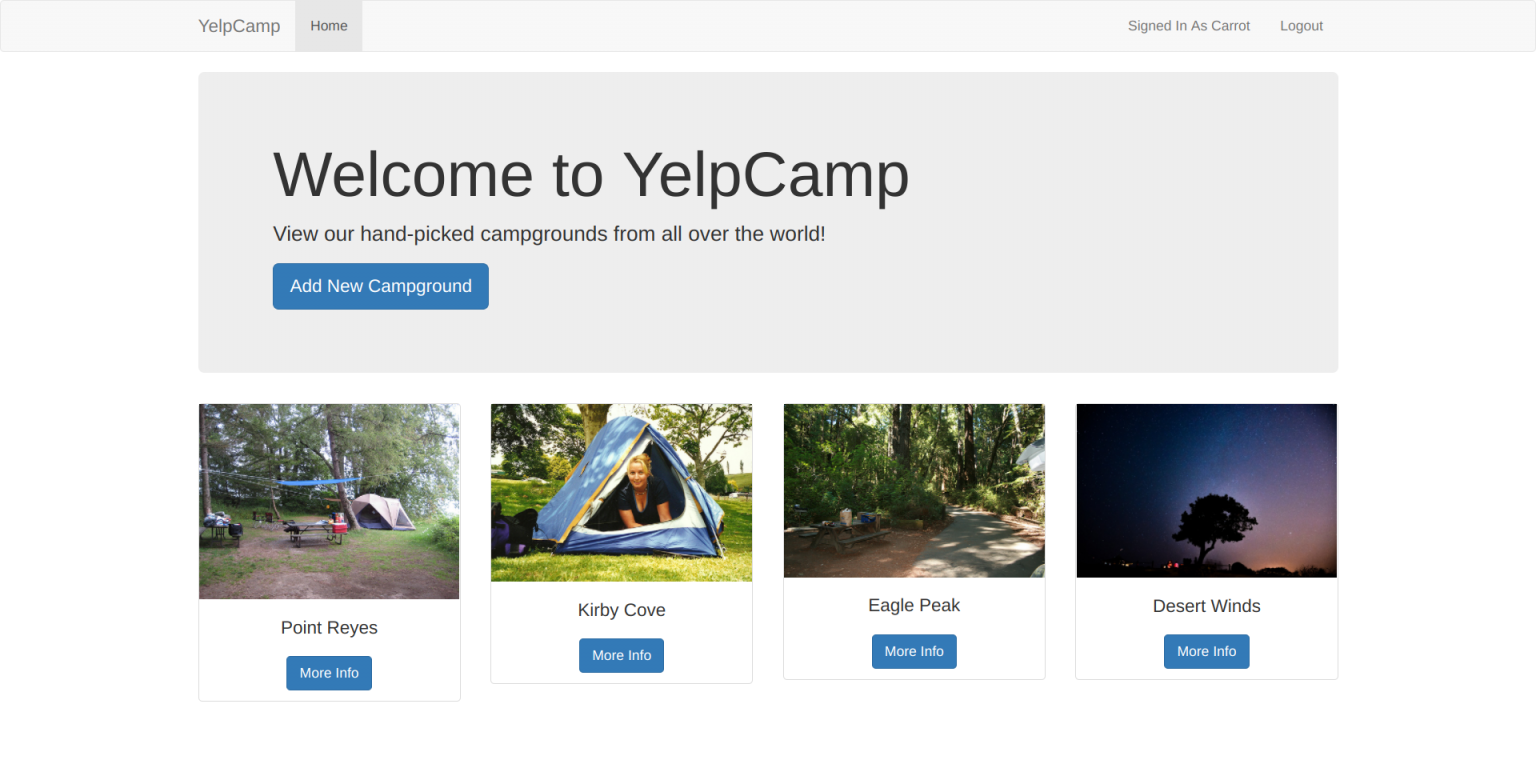 YelpCamp Home Signed In As Carrot Logout
Welcome to YelpCamp
View our hand-picked campgrounds from all over the world!
Add New Campground
Point Reyes
More Info
Kirby Cove
More Info
Eagle Peak
More Info
Desert Winds
More Info